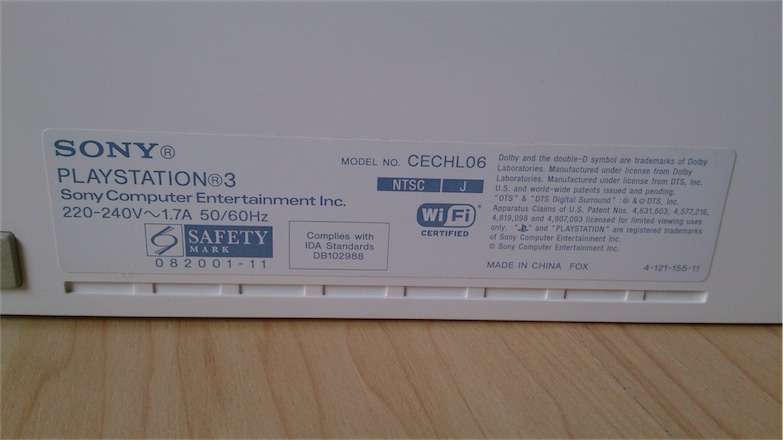 SONY®
PLAYSTATION®3
Sony Computer Entertainment Inc.
220-240V～1.7A 50/60Hz
SAFETY
MARK
082001-11
Complies with
IDA Standards
DB102988
MODEL NO. CECHL06
NTSC J
Wi Fi
CERTIFIED
Dolby and the double-D symbol are trademarks of Dolby
Laboratories. Manufactured under license from Dolby
Laboratories. Manufactured under license from DTS, Inc.
U.S. and world-wide patents issued and pending.
"DTS" & "DTS Digital Surround" : ® & © DTS, Inc.
Apparatus Claims of U.S. Patent Nos. 4,631,603, 4,577,216,
4,819,098 and 4,907,093 licensed for limited viewing uses
only. " " and "PLAYSTATION" are registered trademarks
of Sony Computer Entertainment Inc.
© Sony Computer Entertainment Inc.
MADE IN CHINA FOX 4-121-155-11